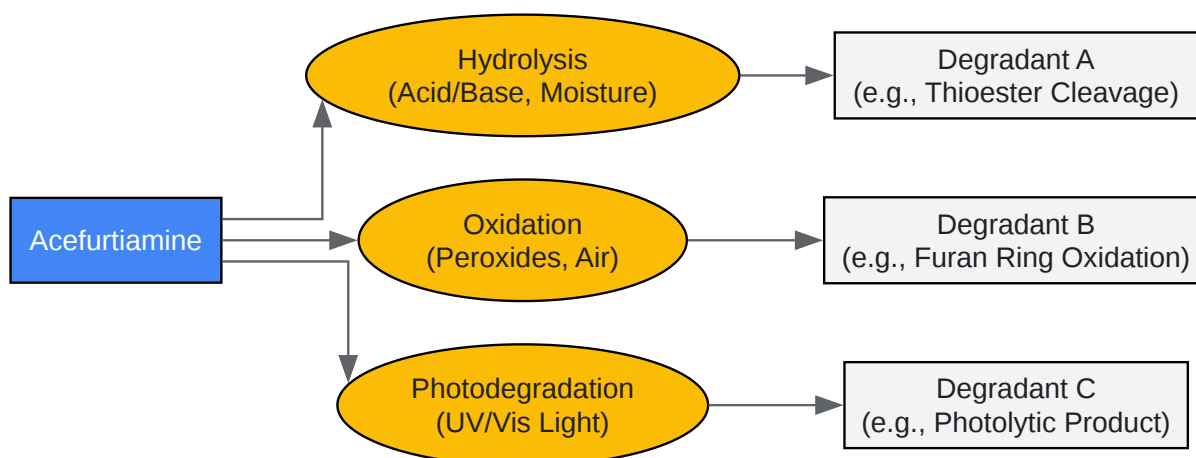 Hydrolysis
(Acid/Base, Moisture)
Degradant A
(e.g., Thioester Cleavage)
Acefurtiamine
Oxidation
(Peroxides, Air)
Degradant B
(e.g., Furan Ring Oxidation)
Photodegradation
(UV/Vis Light)
Degradant C
(e.g., Photolytic Product)